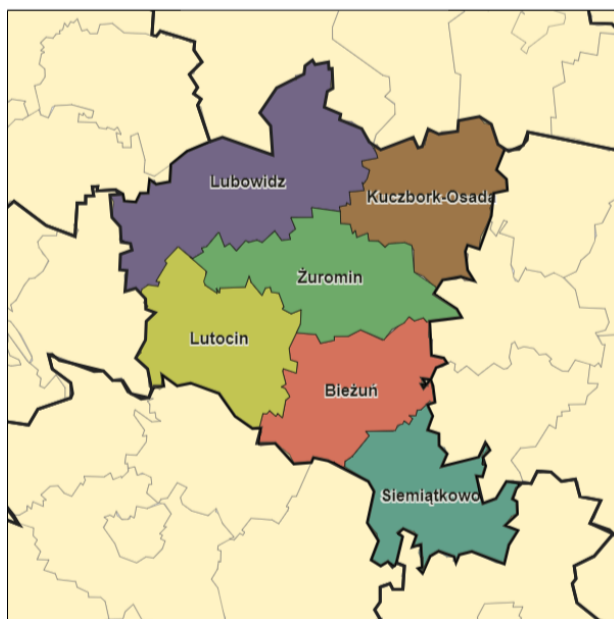 Lubowidz
Kuczbork-Osada
Żuromin
Lutocin
Bieżuń
Siemiątkowo